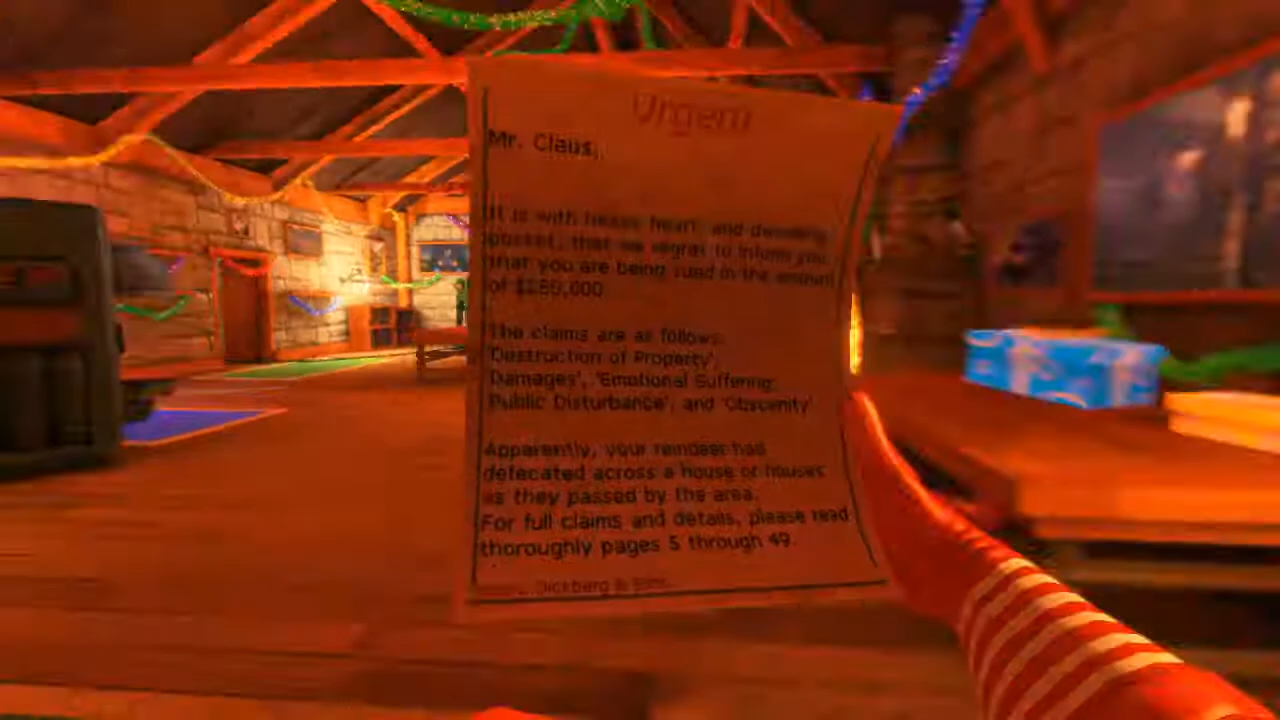 Urgent
Mr. Claus,
It is with heavy heart, and demanding
pocket, that we regret to inform you
that you are being sued in the amount
of
The claims are as follows:
'Destruction of Property',
Damages', 'Emotional Suffering,
Public Disturbance', and 'Obscenity'
Apparently, your reindeer had
defecated across a house or houses
as they passed by the area.
For full claims and details, please read
thoroughly pages 5 through 49.
Dickberg &